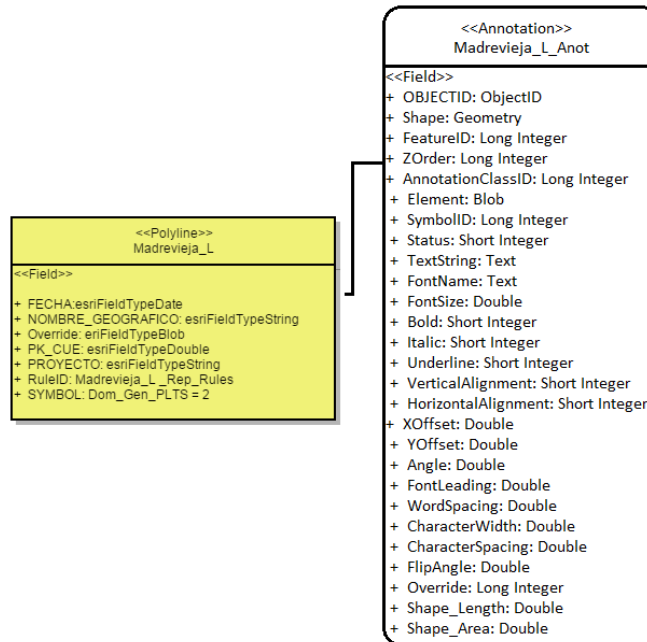 <<Annotation>>
Madrevieja_L_Anot
<<Field>>
+ OBJECTID: ObjectID
+ Shape: Geometry
+ FeatureID: Long Integer
+ ZOrder: Long Integer
+ AnnotationClassID: Long Integer
+ Element: Blob
+ SymbolID: Long Integer
+ Status: Short Integer
+ TextString: Text
+ FontName: Text
+ FontSize: Double
+ Bold: Short Integer
+ Italic: Short Integer
+ Underline: Short Integer
+ VerticalAlignment: Short Integer
+ HorizontalAlignment: Short Integer
+ XOffset: Double
+ YOffset: Double
+ Angle: Double
+ FontLeading: Double
+ WordSpacing: Double
+ CharacterWidth: Double
+ CharacterSpacing: Double
+ FlipAngle: Double
+ Override: Long Integer
+ Shape_Length: Double
+ Shape_Area: Double
<<Polyline>>
Madrevieja_L
<<Field>>
+ FECHA:esriFieldTypeDate
+ NOMBRE_GEOGRAFICO: esriFieldTypeString
+ Override: eriFieldTypeBlob
+ PK_CUE: esriFieldTypeDouble
+ PROYECTO: esriFieldTypeString
+ RuleID: Madrevieja_L _Rep_Rules
+ SYMBOL: Dom_Gen_PLTS = 2